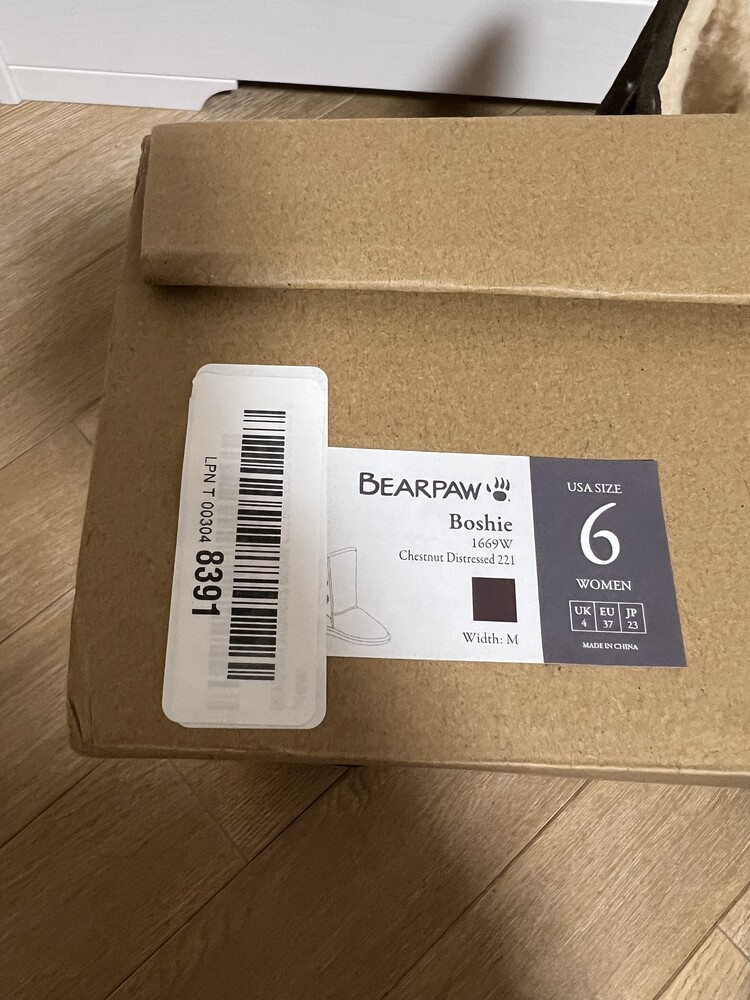 LPN T 00304 8391
BEARPAW
Boshie
1669W
Chestnut Distressed 221
Width: M
USA SIZE
6
WOMEN
UK EU JP
4 37 23
MADE IN CHINA